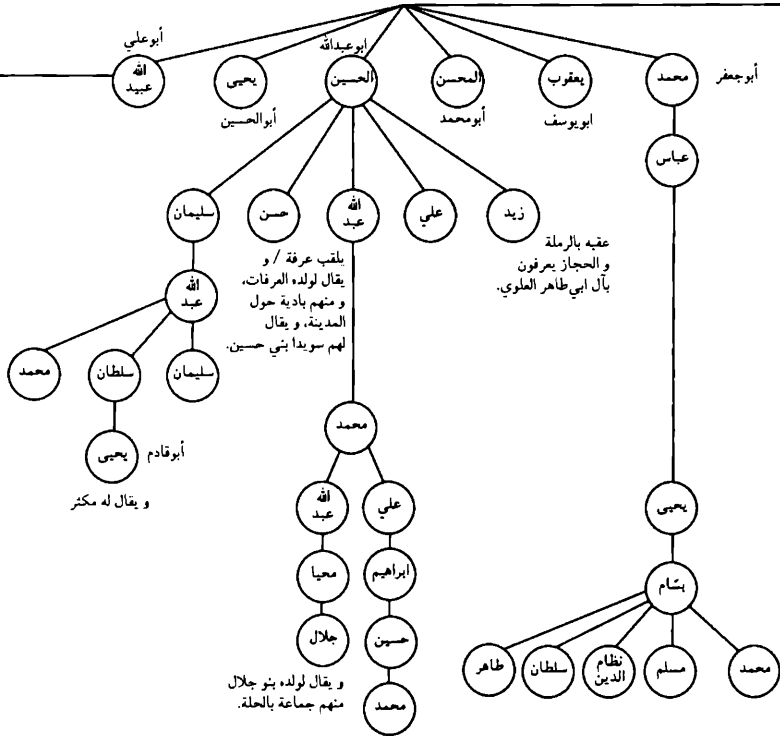 أبوعلي
ابوعبدالله
الله
عبيد
يحيى
الحسين
المحسن
يعقوب
محمد
أبوجعفر
أبوالحسين
أبومحمد
ابويوسف
عباس
زيد
علي
الله
عبد
حسن
سليمان
عقبه بالرملة
و الحجاز يعرفون
بآل ابي‌طاهر العلوي.
يلقب عرفة / و
يقال لولده العرفات،
و منهم بادية حول
المدينة، و يقال
لهم سويدا بني حسين.
الله
عبد
سليمان
سلطان
محمد
يحيى
أبوقادم
و يقال له مكثر
محمد
علي
الله
عبد
ابراهيم
محيا
حسين
جلال
محمد
و يقال لولده بنو جلال
منهم جماعة بالحلة.
يحيى
بسّام
محمد
مسلم
نظام
الدين
سلطان
طاهر